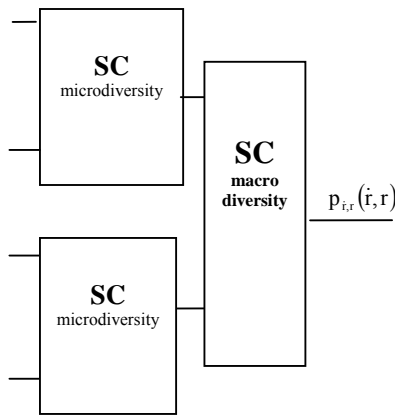 SC
microdiversity
SC
macro
diversity
p_{ṙ,r}(ṙ, r)
SC
microdiversity